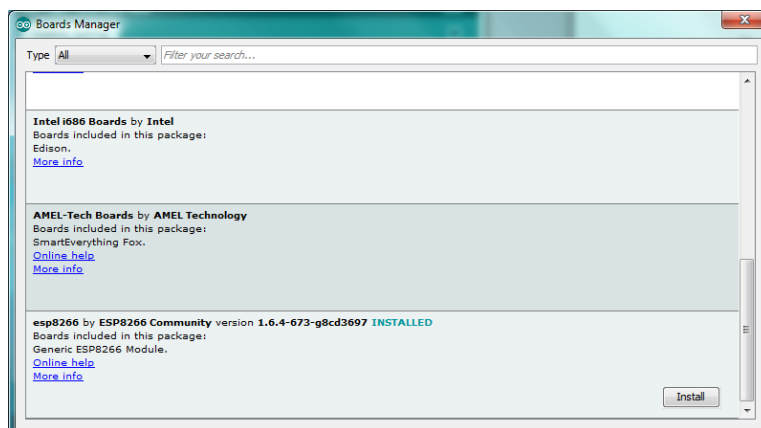 Boards Manager
Type All Filter your search...
Intel i686 Boards by Intel
Boards included in this package:
Edison.
More info
AMEL-Tech Boards by AMEL Technology
Boards included in this package:
SmartEverything Fox.
Online help
More info
esp8266 by ESP8266 Community version 1.6.4-673-g8cd3697 INSTALLED
Boards included in this package:
Generic ESP8266 Module.
Online help
More info
Install